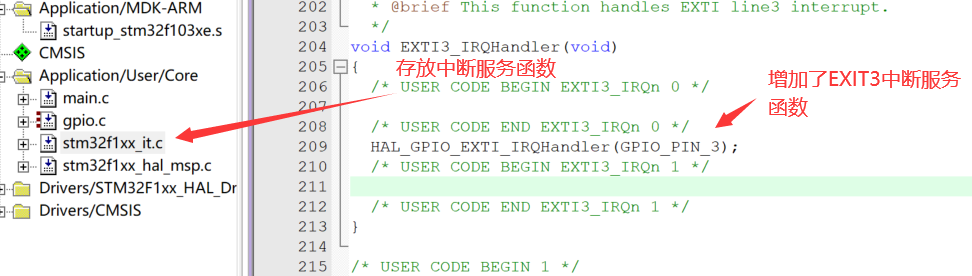 Application/MDK-ARM
startup_stm32f103xe.s
CMSIS
Application/User/Core
main.c
gpio.c
stm32f1xx_it.c
stm32f1xx_hal_msp.c
Drivers/STM32F1xx_HAL_Dr
Drivers/CMSIS
202 * @brief This function handles EXTI line3 interrupt.
203 */
204 void EXTI3_IRQHandler(void)
205 {
206 /* USER CODE BEGIN EXTI3_IRQn 0 */
207
208 /* USER CODE END EXTI3_IRQn 0 */
209 HAL_GPIO_EXTI_IRQHandler(GPIO_PIN_3);
210 /* USER CODE BEGIN EXTI3_IRQn 1 */
211
212 /* USER CODE END EXTI3_IRQn 1 */
213 }
214
215 /* USER CODE BEGIN 1 */
存放中断服务函数
增加了EXIT3中断服务
函数